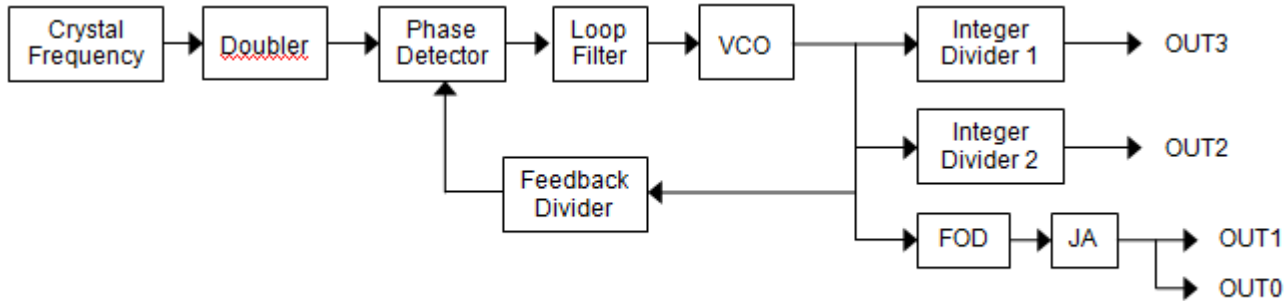 Crystal
Frequency
Doubler
Phase
Detector
Loop
Filter
VCO
Integer
Divider 1
OUT3
Integer
Divider 2
OUT2
Feedback
Divider
FOD
JA
OUT1
OUT0